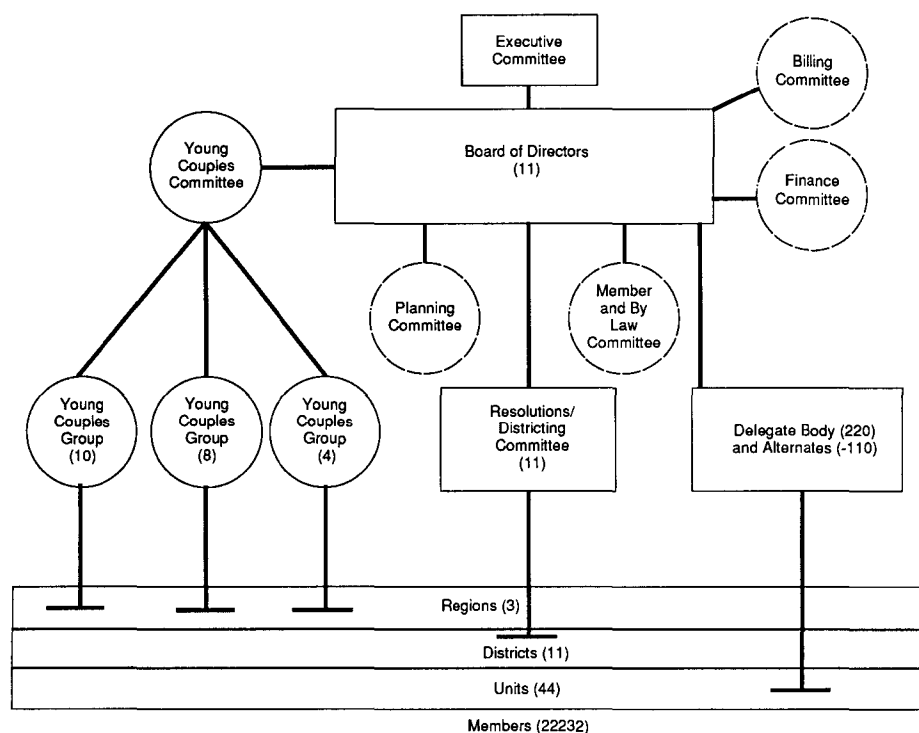 Executive
Committee
Billing
Committee
Young
Couples
Committee
Board of Directors
(11)
Finance
Committee
Planning
Committee
Member
and By
Law
Committee
Young
Couples
Group
(10)
Young
Couples
Group
(8)
Young
Couples
Group
(4)
Resolutions/
Districting
Committee
(11)
Delegate Body (220)
and Alternates (-110)
Regions (3)
Districts (11)
Units (44)
Members (22232)